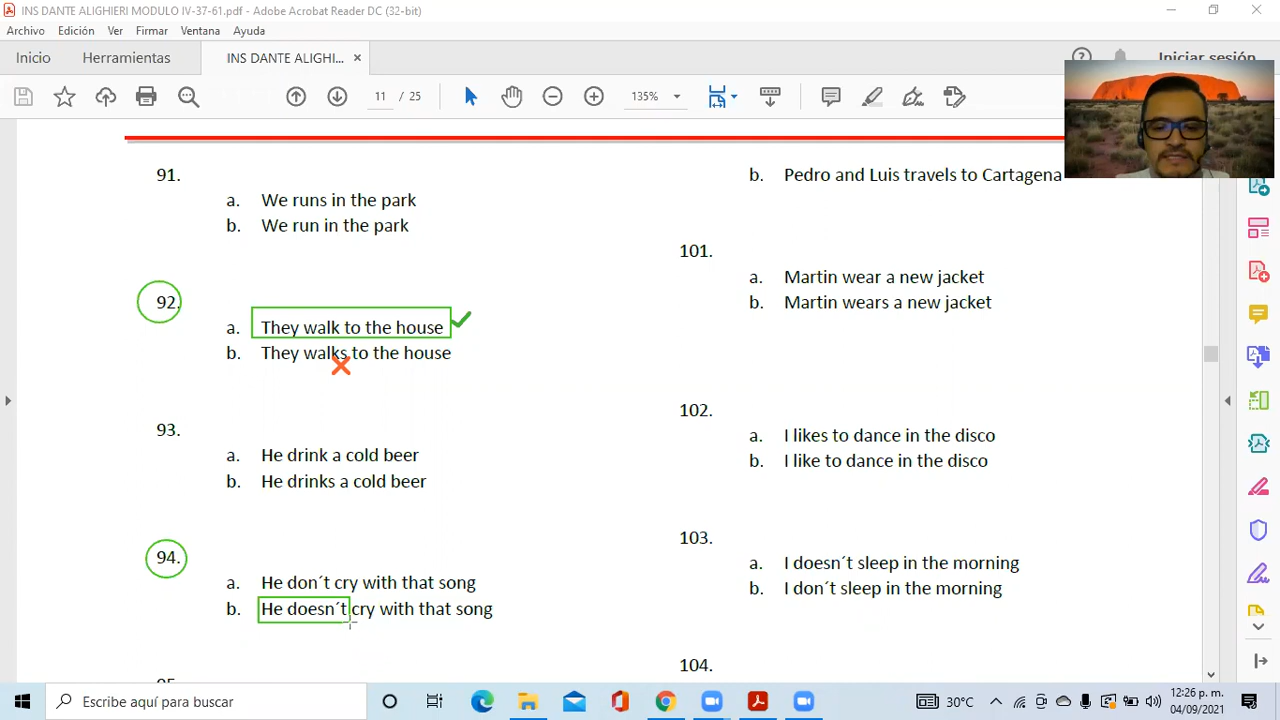 INS DANTE ALIGHIERI MODULO IV-37-61.pdf - Adobe Acrobat Reader DC (32-bit)
Archivo Edición Ver Firmar Ventana Ayuda
Inicio Herramientas INS DANTE ALIGHI... × Iniciar sesión
11 / 25 135%
91.
a. We runs in the park
b. We run in the park
92.
a. They walk to the house
b. They walks to the house
93.
a. He drink a cold beer
b. He drinks a cold beer
94.
a. He don´t cry with that song
b. He doesn´t cry with that song
b. Pedro and Luis travels to Cartagena
101.
a. Martin wear a new jacket
b. Martin wears a new jacket
102.
a. I likes to dance in the disco
b. I like to dance in the disco
103.
a. I doesn´t sleep in the morning
b. I don´t sleep in the morning
104.
Escribe aquí para buscar
30°C
12:26 p. m.
04/09/2021